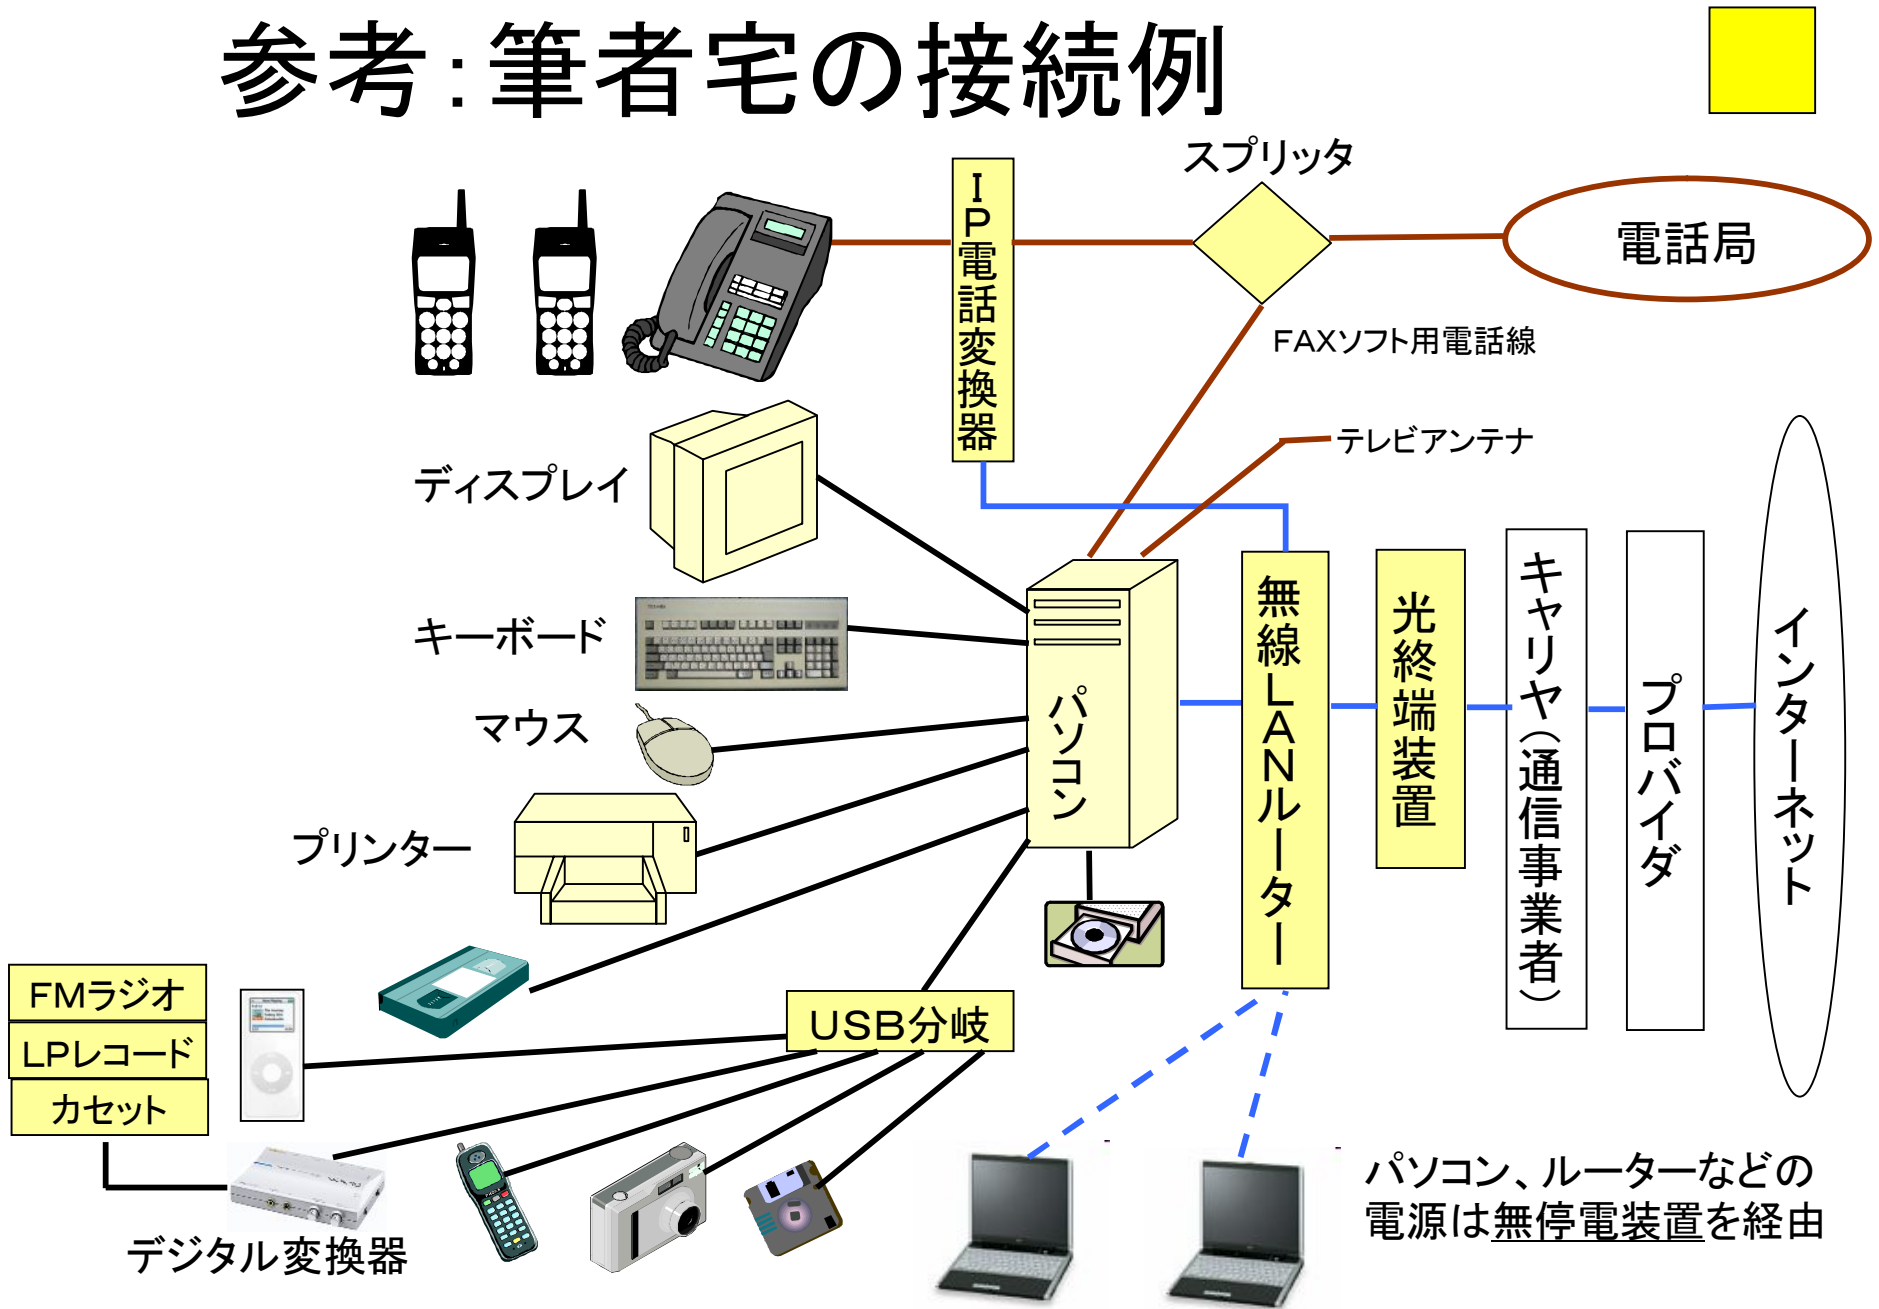 参考：筆者宅の接続例
スプリッタ
IP電話変換器
電話局
FAXソフト用電話線
テレビアンテナ
ディスプレイ
キーボード
マウス
プリンター
パソコン
無線LANルーター
光終端装置
キャリヤ（通信事業者）
プロバイダ
インターネット
FMラジオ
LPレコード
カセット
USB分岐
デジタル変換器
パソコン、ルーターなどの
電源は無停電装置を経由